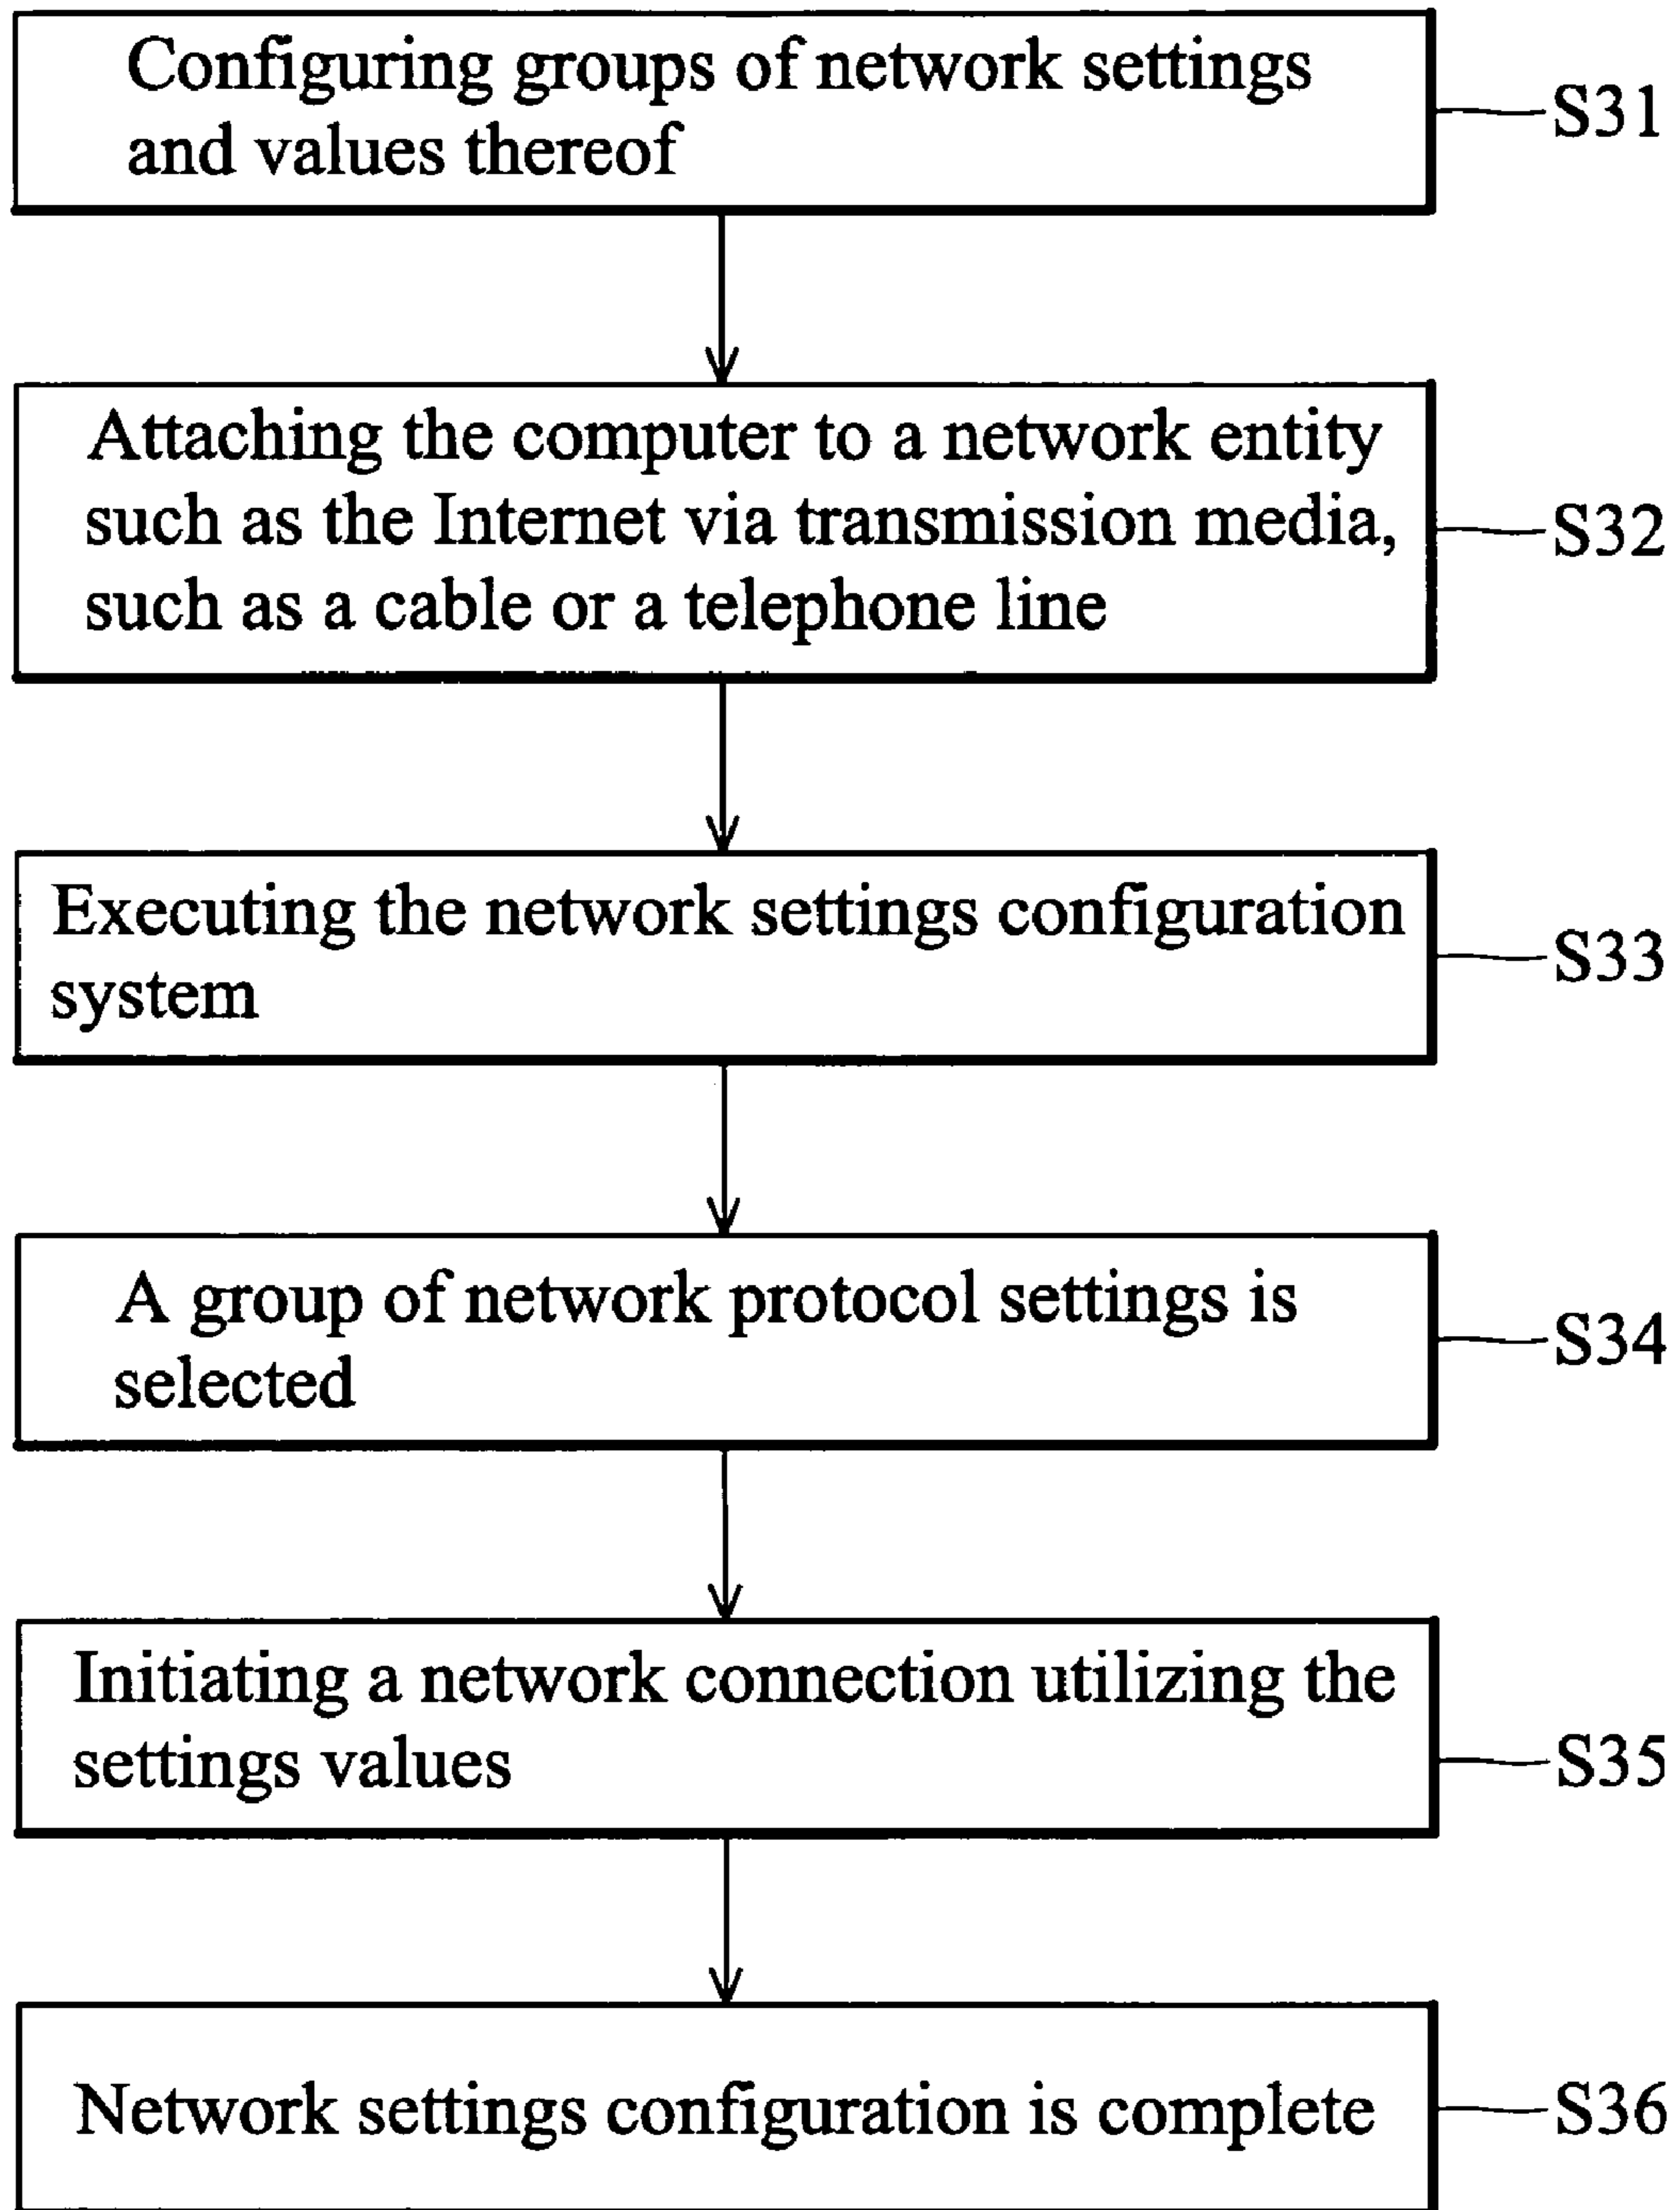 Configuring groups of network settings
and values thereof
S31
Attaching the computer to a network entity
such as the Internet via transmission media,
such as a cable or a telephone line
S32
Executing the network settings configuration
system
S33
A group of network protocol settings is
selected
S34
Initiating a network connection utilizing the
settings values
S35
Network settings configuration is complete
S36